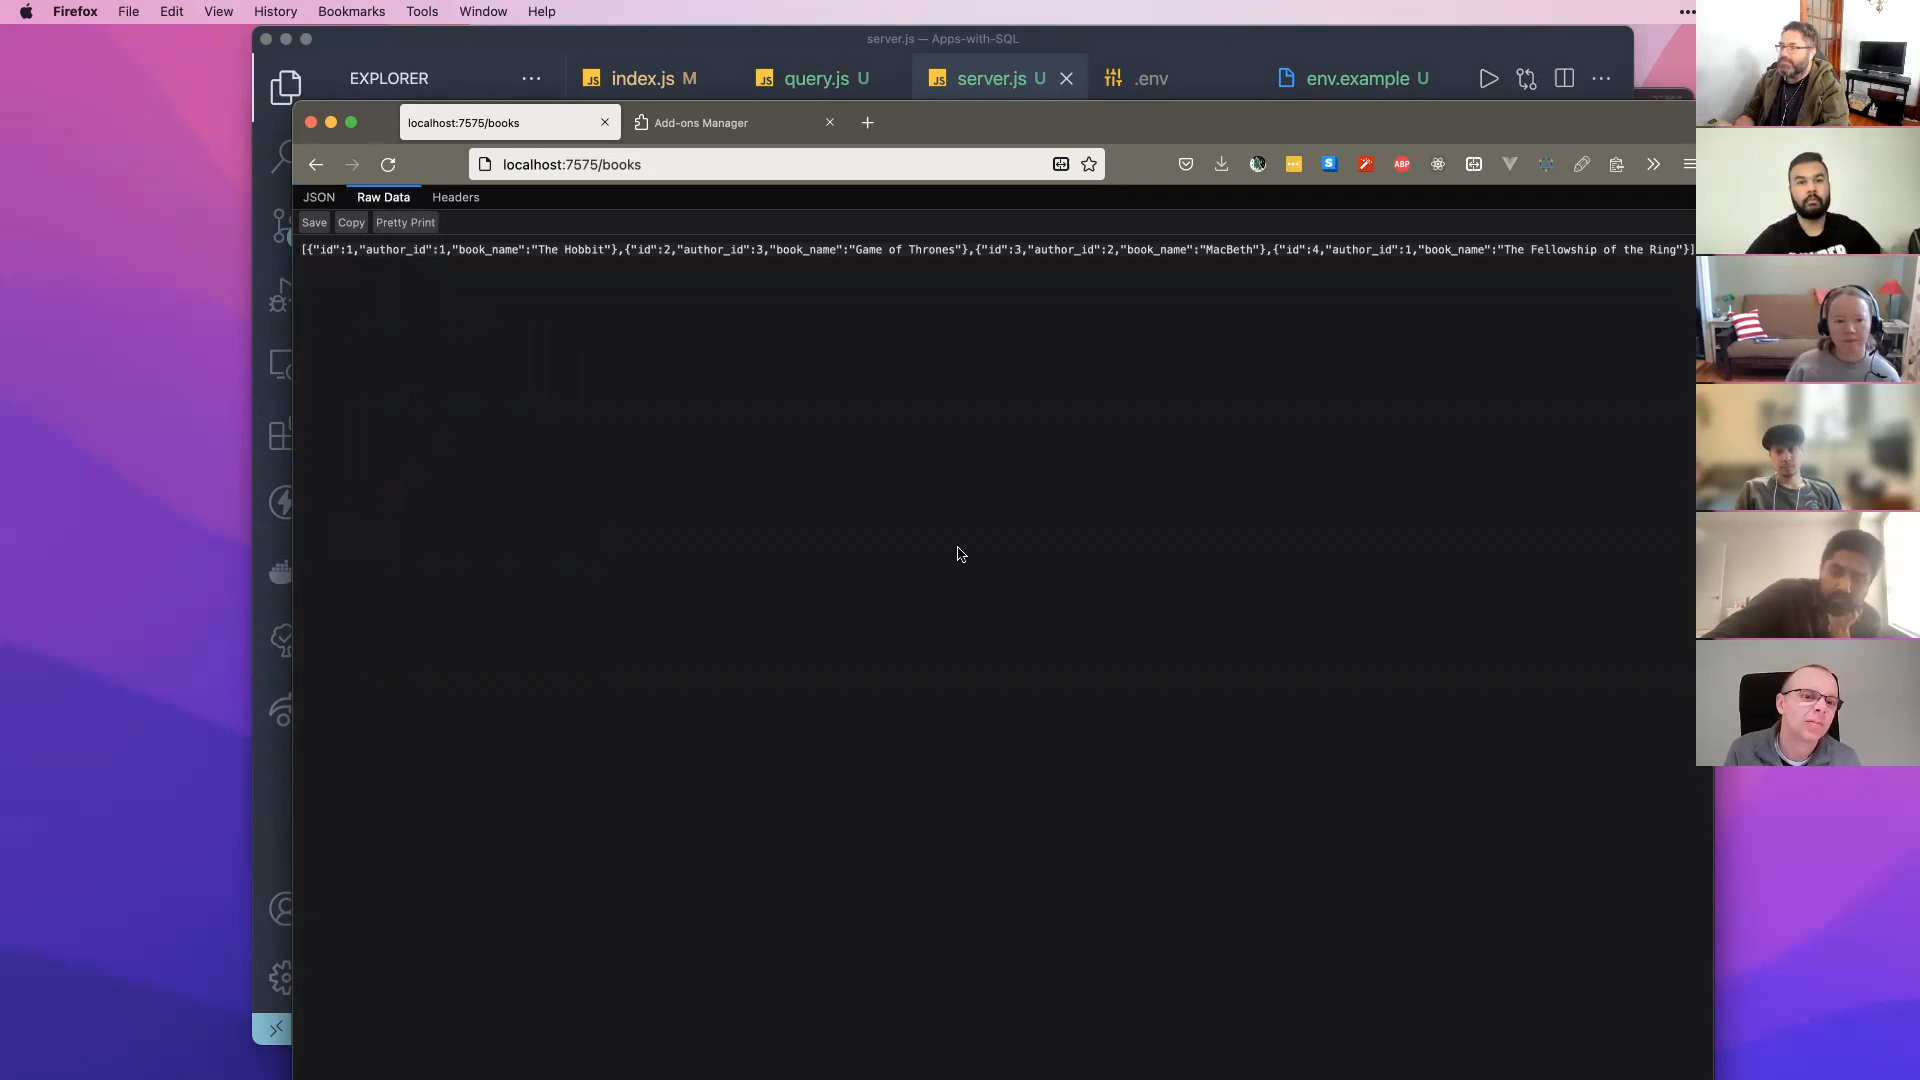 Firefox File Edit View History Bookmarks Tools Window Help
server.js — Apps-with-SQL
EXPLORER
index.js M
query.js U
server.js U
.env
env.example U
localhost:7575/books
Add-ons Manager
localhost:7575/books
ABP
JSON Raw Data Headers
Save Copy Pretty Print
[{"id":1,"author_id":1,"book_name":"The Hobbit"},{"id":2,"author_id":3,"book_name":"Game of Thrones"},{"id":3,"author_id":2,"book_name":"MacBeth"},{"id":4,"author_id":1,"book_name":"The Fellowship of the Ring"}]